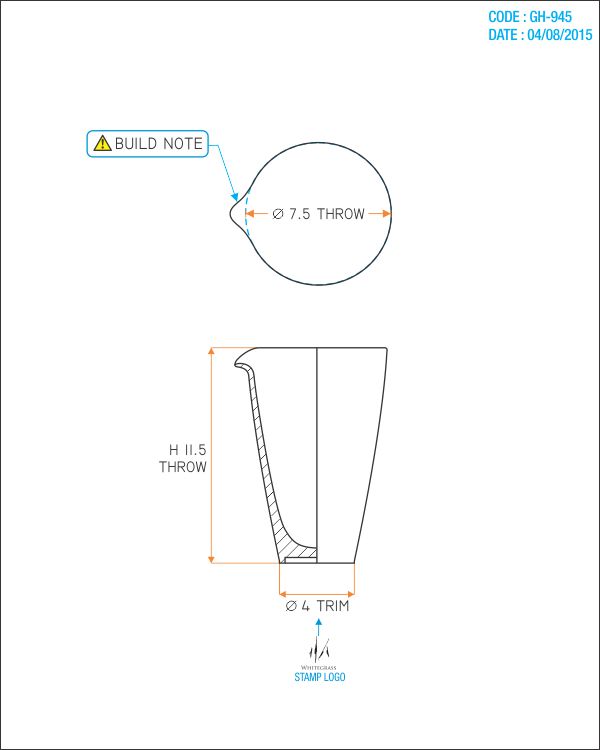 CODE : GH-945
DATE : 04/08/2015
BUILD NOTE
Ø 7.5 THROW
H 11.5
THROW
Ø 4 TRIM
WHITEGRASS
STAMP LOGO